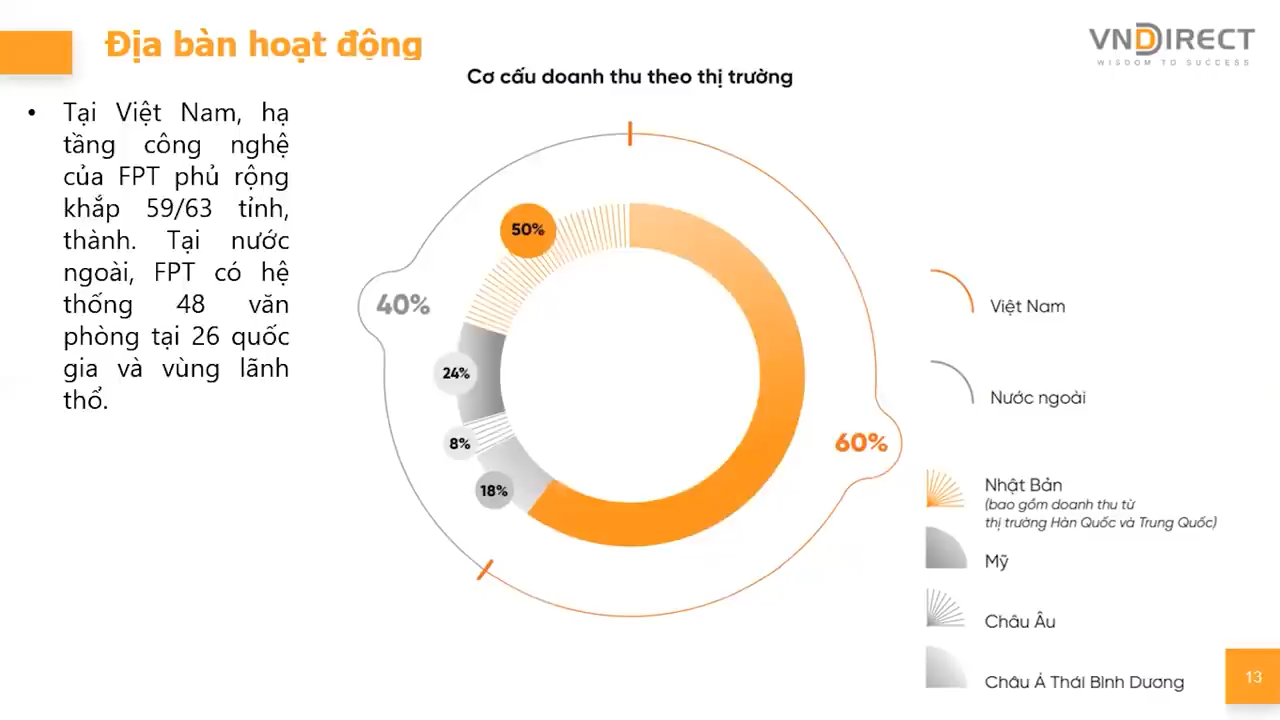 Địa bàn hoạt động
VNDIRECT
WISDOM TO SUCCESS
Cơ cấu doanh thu theo thị trường
• Tại Việt Nam, hạ
tầng công nghệ
của FPT phủ rộng
khắp 59/63 tỉnh,
thành. Tại nước
ngoài, FPT có hệ
thống 48 văn
phòng tại 26 quốc
gia và vùng lãnh
thổ.
50%
40%
24%
8%
18%
60%
Việt Nam
Nước ngoài
Nhật Bản
(bao gồm doanh thu từ
thị trường Hàn Quốc và Trung Quốc)
Mỹ
Châu Âu
Châu Á Thái Bình Dương
13